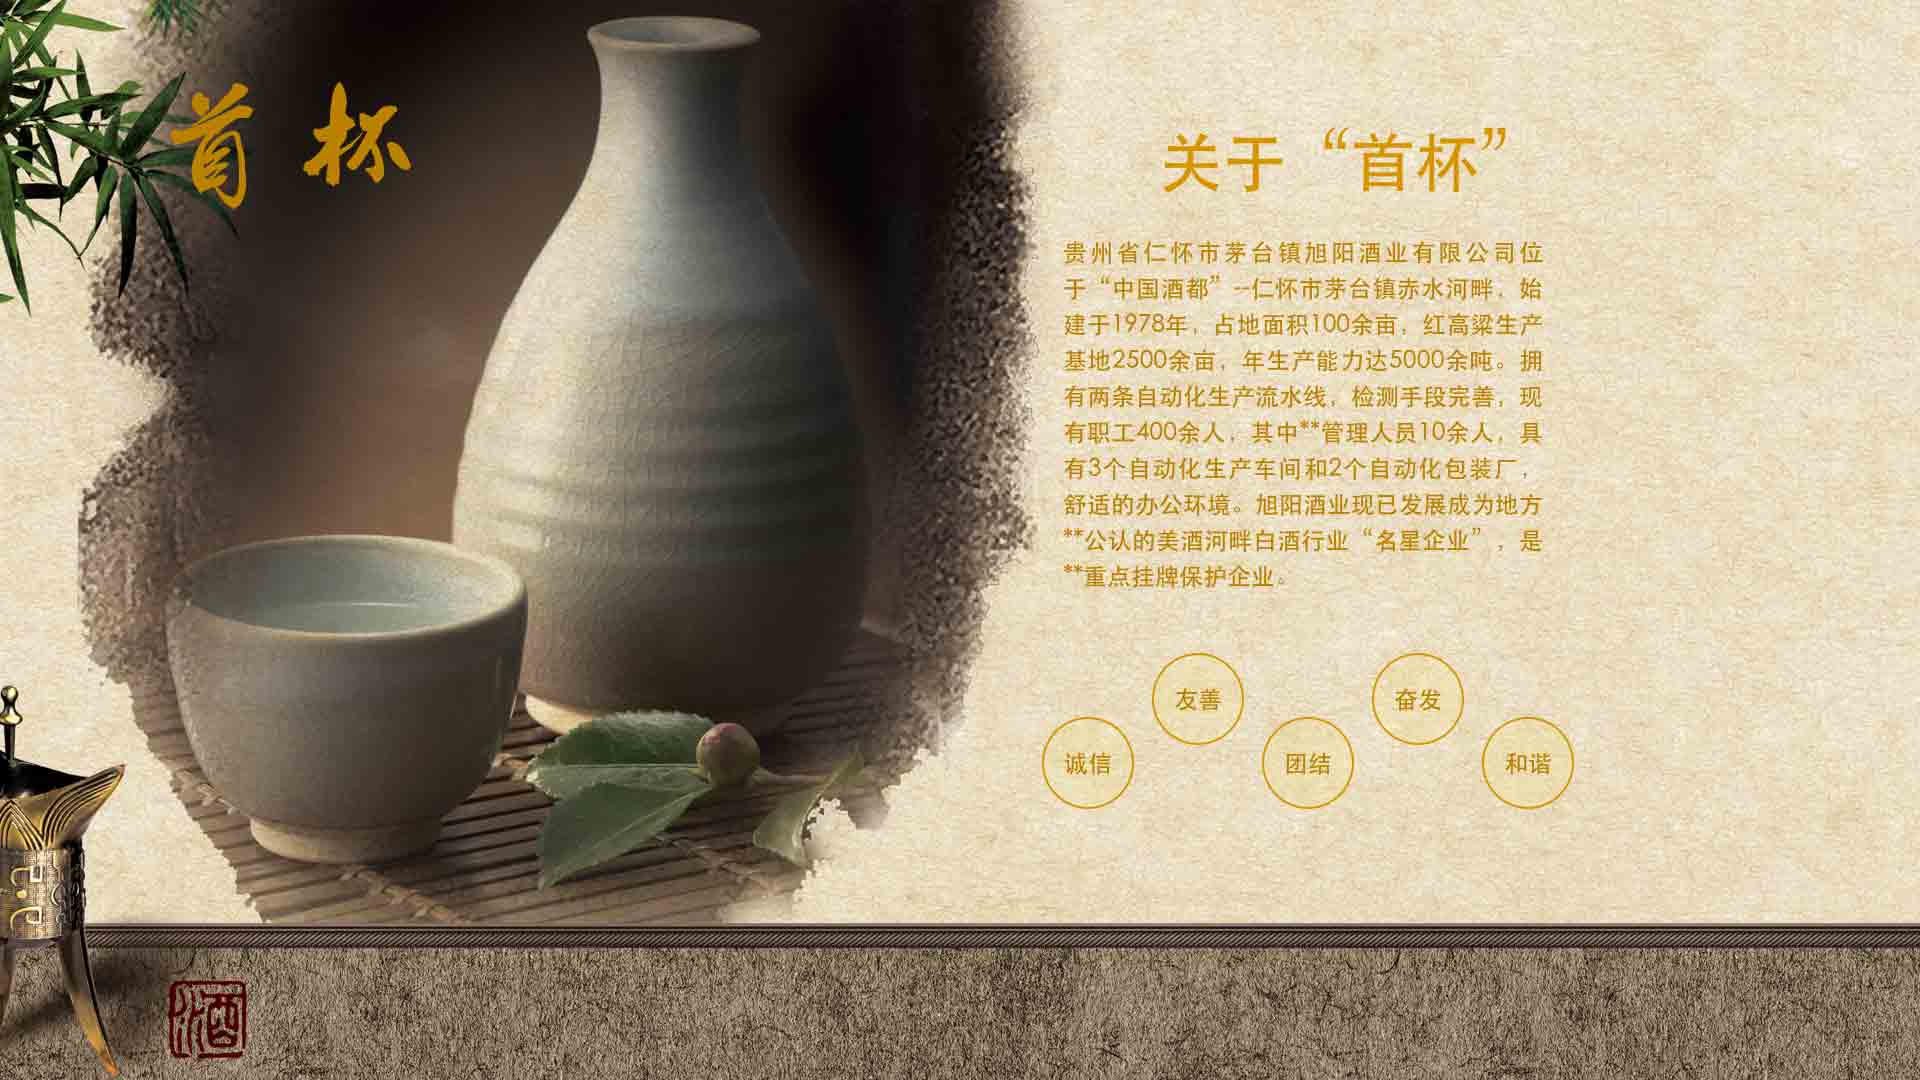 首杯
关于“首杯”
贵州省仁怀市茅台镇旭阳酒业有限公司位
于“中国酒都”--仁怀市茅台镇赤水河畔，始
建于1978年，占地面积100余亩，红高粱生产
基地2500余亩，年生产能力达5000余吨。拥
有两条自动化生产流水线，检测手段完善，现
有职工400余人，其中**管理人员10余人，具
有3个自动化生产车间和2个自动化包装厂，
舒适的办公环境。旭阳酒业现已发展成为地方
**公认的美酒河畔白酒行业“名星企业”，是
**重点挂牌保护企业。
友善
奋发
诚信
团结
和谐
酒